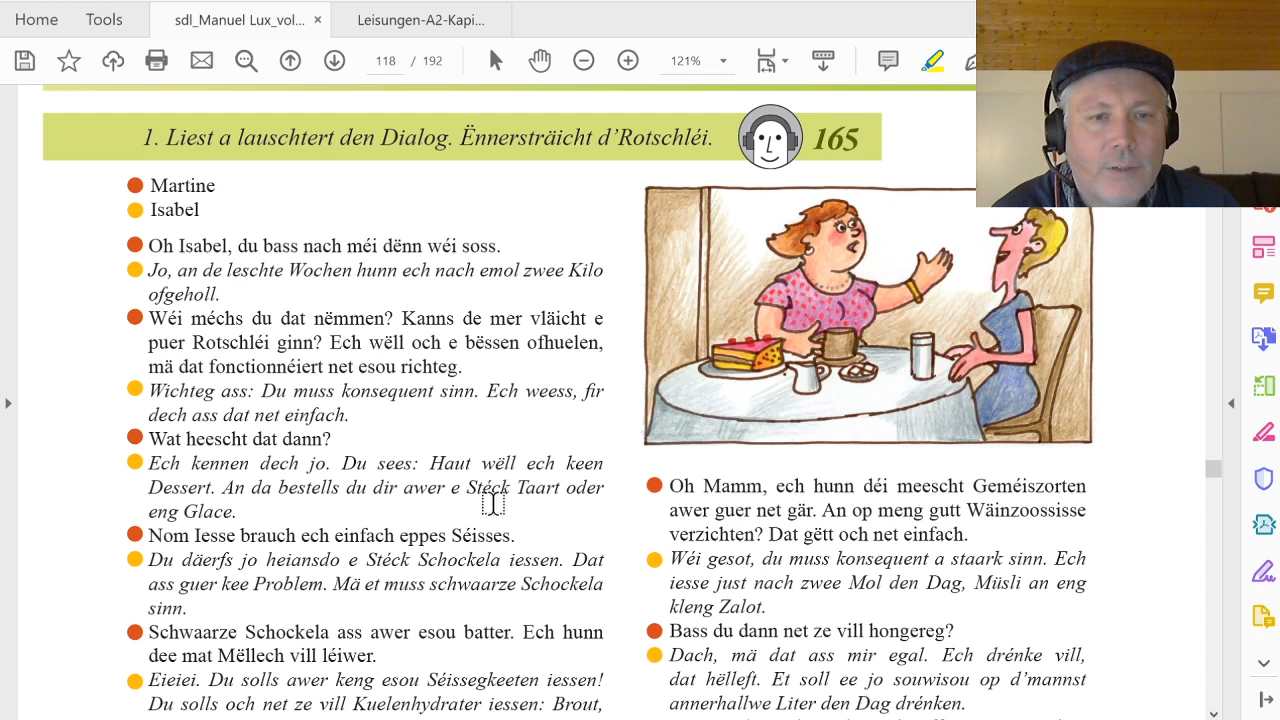 Home
Tools
sdl_Manuel Lux_vol...
×
Leisungen-A2-Kapi...
118 / 192
121%
1. Liest a lauschtert den Dialog. Ënnersträicht d’Rotschléi.
165
Martine
Isabel
Oh Isabel, du bass nach méi dënn wéi soss.
Jo, an de leschte Wochen hunn ech nach emol zwee Kilo
ofgeholl.
Wéi méchs du dat nëmmen? Kanns de mer vläicht e
puer Rotschléi ginn? Ech wëll och e bëssen ofhuelen,
mä dat fonctionnéiert net esou richteg.
Wichteg ass: Du muss konsequent sinn. Ech weess, fir
dech ass dat net einfach.
Wat heescht dat dann?
Ech kennen dech jo. Du sees: Haut wëll ech keen
Dessert. An da bestells du dir awer e Stéck Taart oder
eng Glace.
Nom Iesse brauch ech einfach eppes Séisses.
Du däerfs jo heiansdo e Stéck Schockela iessen. Dat
ass guer kee Problem. Mä et muss schwaarze Schockela
sinn.
Schwaarze Schockela ass awer esou batter. Ech hunn
dee mat Mëllech vill léiwer.
Eieiei. Du solls awer keng esou Séissegkeeten iessen!
Du solls och net ze vill Kuelenhydrater iessen: Brout,
Oh Mamm, ech hunn déi meescht Geméiszorten
awer guer net gär. An op meng gutt Wäinzoossisse
verzichten? Dat gëtt och net einfach.
Wéi gesot, du muss konsequent a staark sinn. Ech
iesse just nach zwee Mol den Dag, Müsli an eng
kleng Zalot.
Bass du dann net ze vill hongereg?
Dach, mä dat ass mir egal. Ech drénke vill,
dat hëlleft. Et soll ee jo souwisou op d’mannst
annerhallwe Liter den Dag drénken.